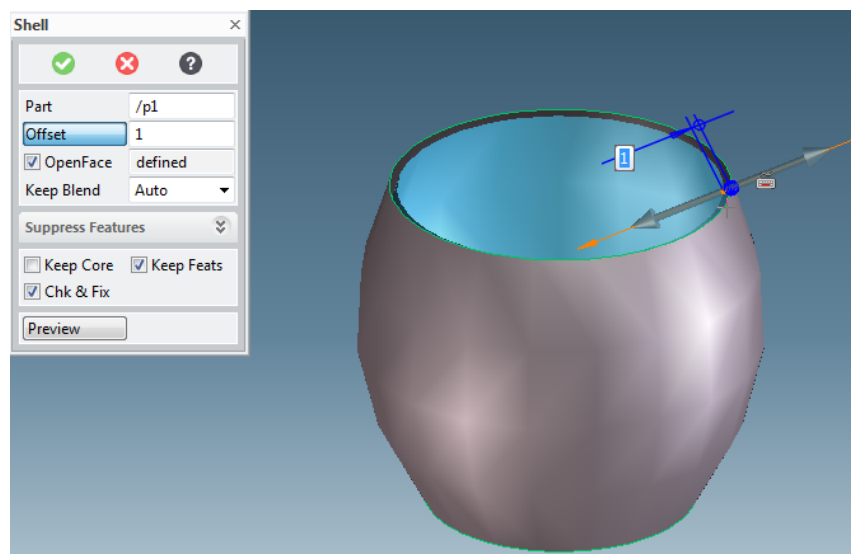 Shell
Part /p1
Offset 1
OpenFace defined
Keep Blend Auto
Suppress Features
Keep Core Keep Feats
Chk & Fix
Preview
1